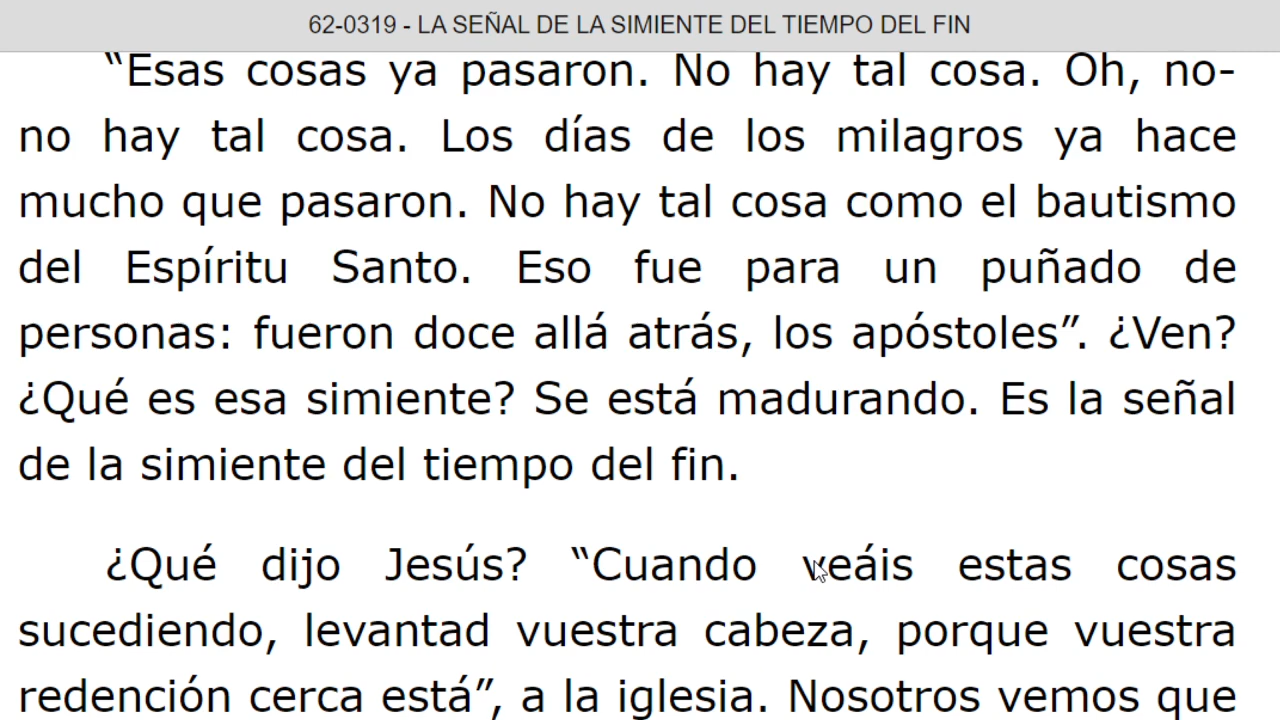 62-0319 - LA SEÑAL DE LA SIMIENTE DEL TIEMPO DEL FIN
“Esas cosas ya pasaron. No hay tal cosa. Oh, no-
no hay tal cosa. Los días de los milagros ya hace
mucho que pasaron. No hay tal cosa como el bautismo
del Espíritu Santo. Eso fue para un puñado de
personas: fueron doce allá atrás, los apóstoles”. ¿Ven?
¿Qué es esa simiente? Se está madurando. Es la señal
de la simiente del tiempo del fin.
¿Qué dijo Jesús? “Cuando veáis estas cosas
sucediendo, levantad vuestra cabeza, porque vuestra
redención cerca está”, a la iglesia. Nosotros vemos que